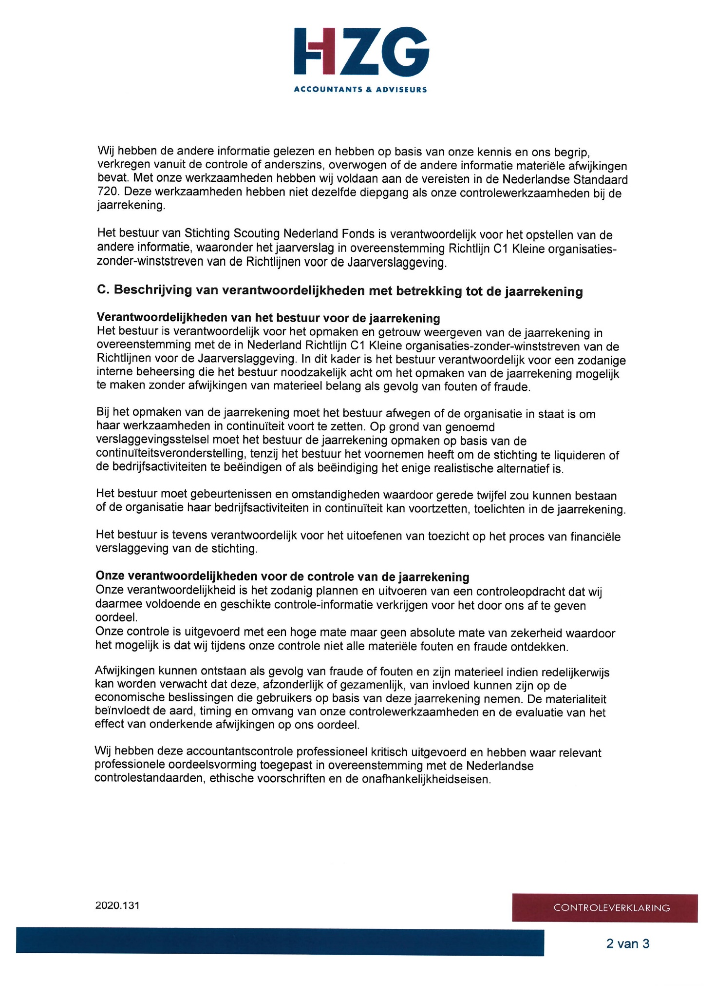 HZG
ACCOUNTANTS & ADVISEURS
Wij hebben de andere informatie gelezen en hebben op basis van onze kennis en ons begrip,
verkregen vanuit de controle of anderszins, overwogen of de andere informatie materiële afwijkingen
bevat. Met onze werkzaamheden hebben wij voldaan aan de vereisten in de Nederlandse Standaard
720. Deze werkzaamheden hebben niet dezelfde diepgang als onze controlewerkzaamheden bij de
jaarrekening.
Het bestuur van Stichting Scouting Nederland Fonds is verantwoordelijk voor het opstellen van de
andere informatie, waaronder het jaarverslag in overeenstemming Richtlijn C1 Kleine organisaties-
zonder-winststreven van de Richtlijnen voor de Jaarverslaggeving.
C. Beschrijving van verantwoordelijkheden met betrekking tot de jaarrekening
Verantwoordelijkheden van het bestuur voor de jaarrekening
Het bestuur is verantwoordelijk voor het opmaken en getrouw weergeven van de jaarrekening in
overeenstemming met de in Nederland Richtlijn C1 Kleine organisaties-zonder-winststreven van de
Richtlijnen voor de Jaarverslaggeving. In dit kader is het bestuur verantwoordelijk voor een zodanige
interne beheersing die het bestuur noodzakelijk acht om het opmaken van de jaarrekening mogelijk
te maken zonder afwijkingen van materieel belang als gevolg van fouten of fraude.
Bij het opmaken van de jaarrekening moet het bestuur afwegen of de organisatie in staat is om
haar werkzaamheden in continuïteit voort te zetten. Op grond van genoemd
verslaggevingsstelsel moet het bestuur de jaarrekening opmaken op basis van de
continuïteitsveronderstelling, tenzij het bestuur het voornemen heeft om de stichting te liquideren of
de bedrijfsactiviteiten te beëindigen of als beëindiging het enige realistische alternatief is.
Het bestuur moet gebeurtenissen en omstandigheden waardoor gerede twijfel zou kunnen bestaan
of de organisatie haar bedrijfsactiviteiten in continuïteit kan voortzetten, toelichten in de jaarrekening.
Het bestuur is tevens verantwoordelijk voor het uitoefenen van toezicht op het proces van financiële
verslaggeving van de stichting.
Onze verantwoordelijkheden voor de controle van de jaarrekening
Onze verantwoordelijkheid is het zodanig plannen en uitvoeren van een controleopdracht dat wij
daarmee voldoende en geschikte controle-informatie verkrijgen voor het door ons af te geven
oordeel.
Onze controle is uitgevoerd met een hoge mate maar geen absolute mate van zekerheid waardoor
het mogelijk is dat wij tijdens onze controle niet alle materiële fouten en fraude ontdekken.
Afwijkingen kunnen ontstaan als gevolg van fraude of fouten en zijn materieel indien redelijkerwijs
kan worden verwacht dat deze, afzonderlijk of gezamenlijk, van invloed kunnen zijn op de
economische beslissingen die gebruikers op basis van deze jaarrekening nemen. De materialiteit
beïnvloedt de aard, timing en omvang van onze controlewerkzaamheden en de evaluatie van het
effect van onderkende afwijkingen op ons oordeel.
Wij hebben deze accountantscontrole professioneel kritisch uitgevoerd en hebben waar relevant
professionele oordeelsvorming toegepast in overeenstemming met de Nederlandse
controlestandaarden, ethische voorschriften en de onafhankelijkheidseisen.
2020.131
CONTROLEVERKLARING
2 van 3